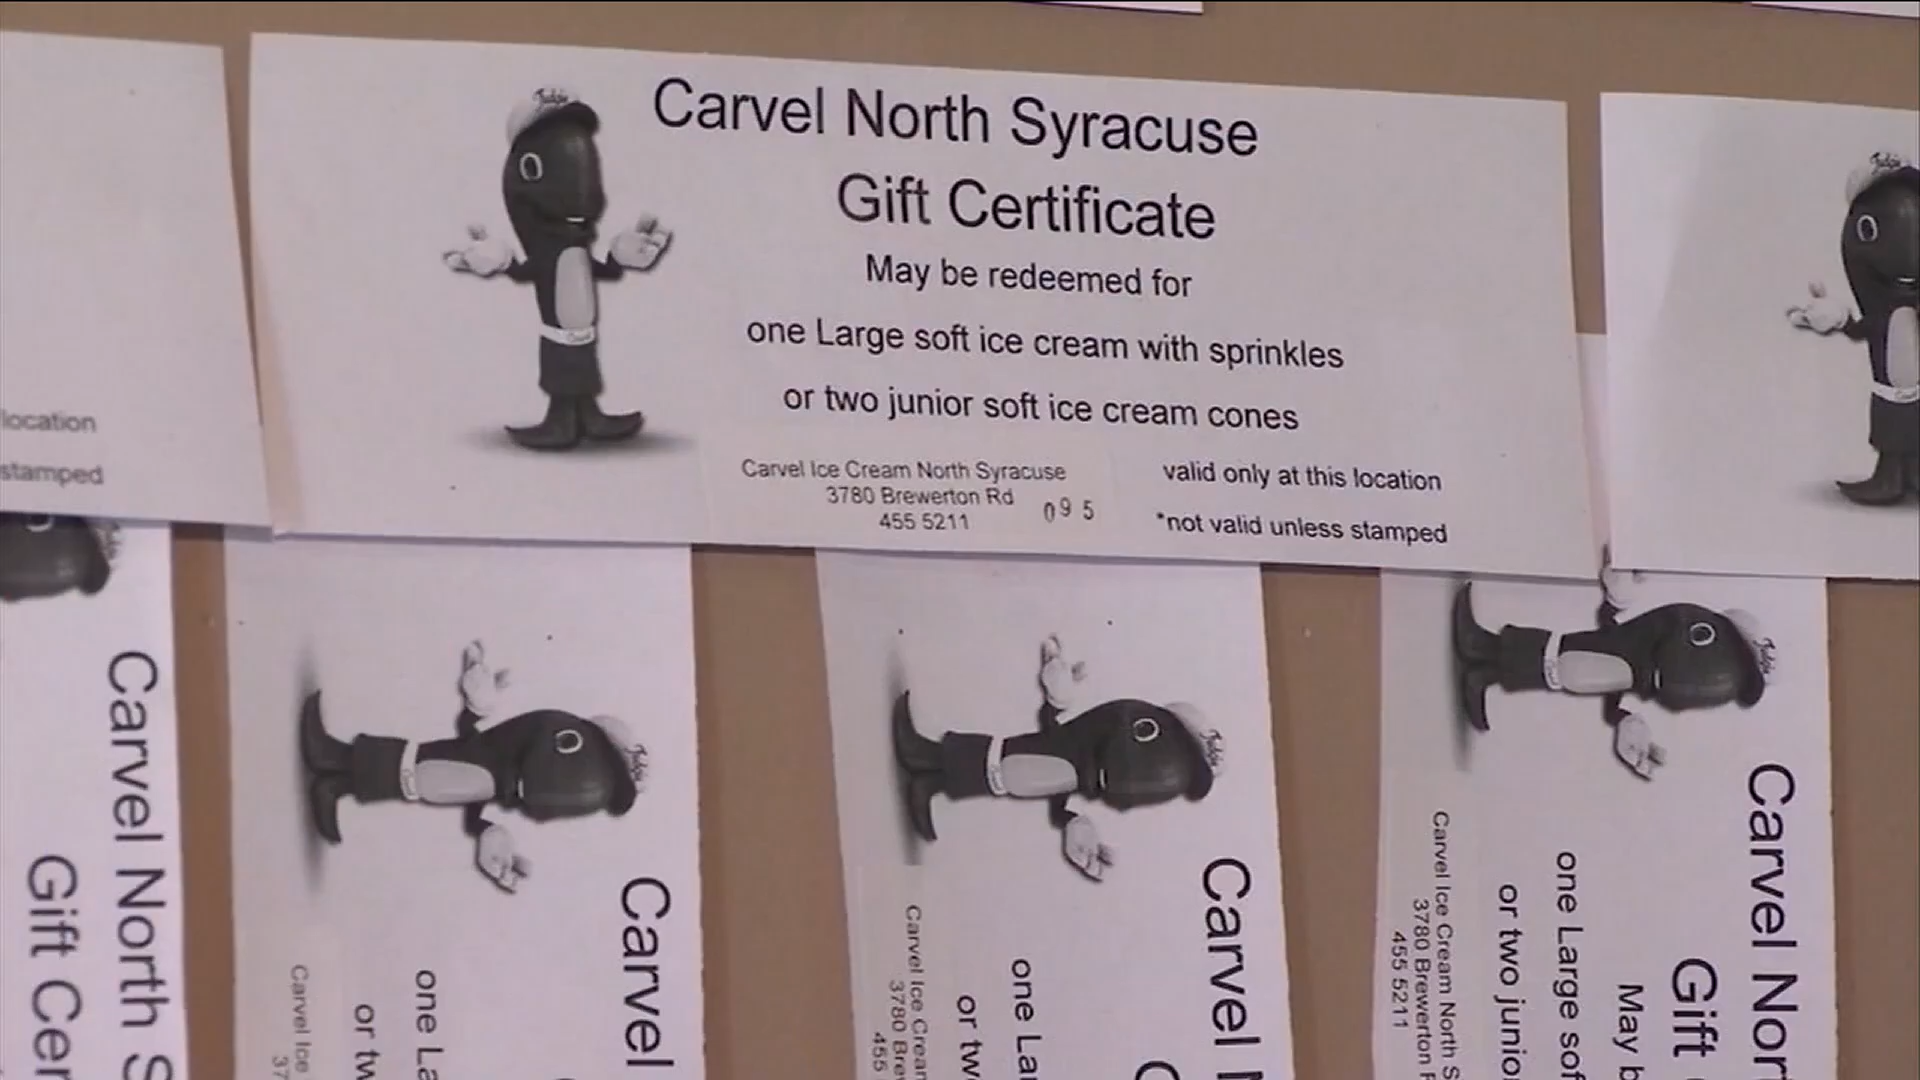 Carvel North Syracuse
Gift Certificate
May be redeemed for
one Large soft ice cream with sprinkles
or two junior soft ice cream cones
Carvel Ice Cream North Syracuse
3780 Brewerton Rd
455 5211
095
valid only at this location
*not valid unless stamped
location
stamped
Carvel North S
Gift Cer
Carvel
one La
or tw
Carvel Ice
37
Carvel
one Lar
or two
Carvel Ice Cream
3780 Brew
455
Carvel Nor
Gift
May b
one Large sof
or two junio
Carvel Ice Cream North S
3780 Brewerton R
455 5211